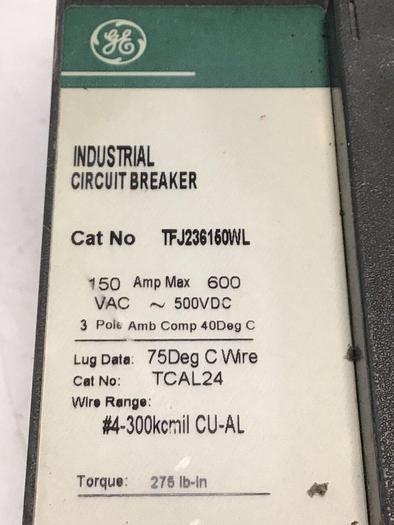 GE
INDUSTRIAL
CIRCUIT BREAKER
Cat No TFJ236150WL
150 Amp Max 600
VAC ~ 500VDC
3 Pole Amb Comp 40Deg C
Lug Data: 75Deg C Wire
Cat No: TCAL24
Wire Range:
#4-300kcmil CU-AL
Torque: 275 lb-in